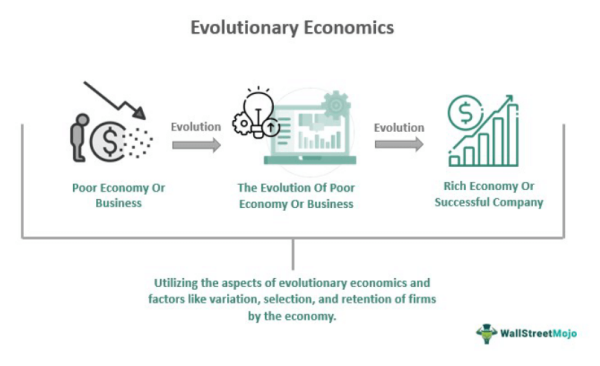 Evolutionary Economics
Evolution
Evolution
Poor Economy Or
Business
The Evolution Of Poor
Economy Or Business
Rich Economy Or
Successful Company
Utilizing the aspects of evolutionary economics and
factors like variation, selection, and retention of firms
by the economy.
WallStreetMojo